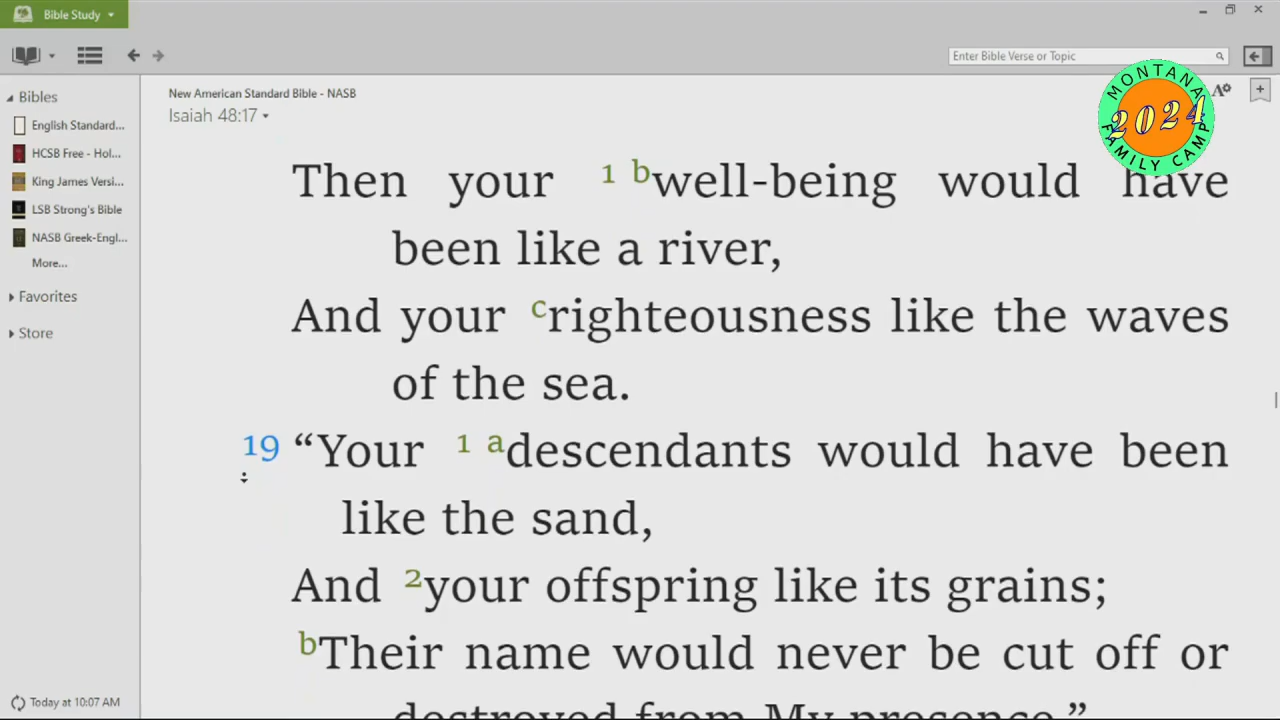 Bible Study
Enter Bible Verse or Topic
MONTANA
2024
FAMILY CAMP
Bibles
English Standard...
HCSB Free - Hol...
King James Versi...
LSB Strong's Bible
NASB Greek-Engl...
More...
Favorites
Store
Today at 10:07 AM
New American Standard Bible - NASB
Isaiah 48:17
Then your 1 bwell-being would have
been like a river,
And your crighteousness like the waves
of the sea.
19 “Your 1 adescendants would have been
like the sand,
And 2your offspring like its grains;
bTheir name would never be cut off or
destroyed from My presence.”